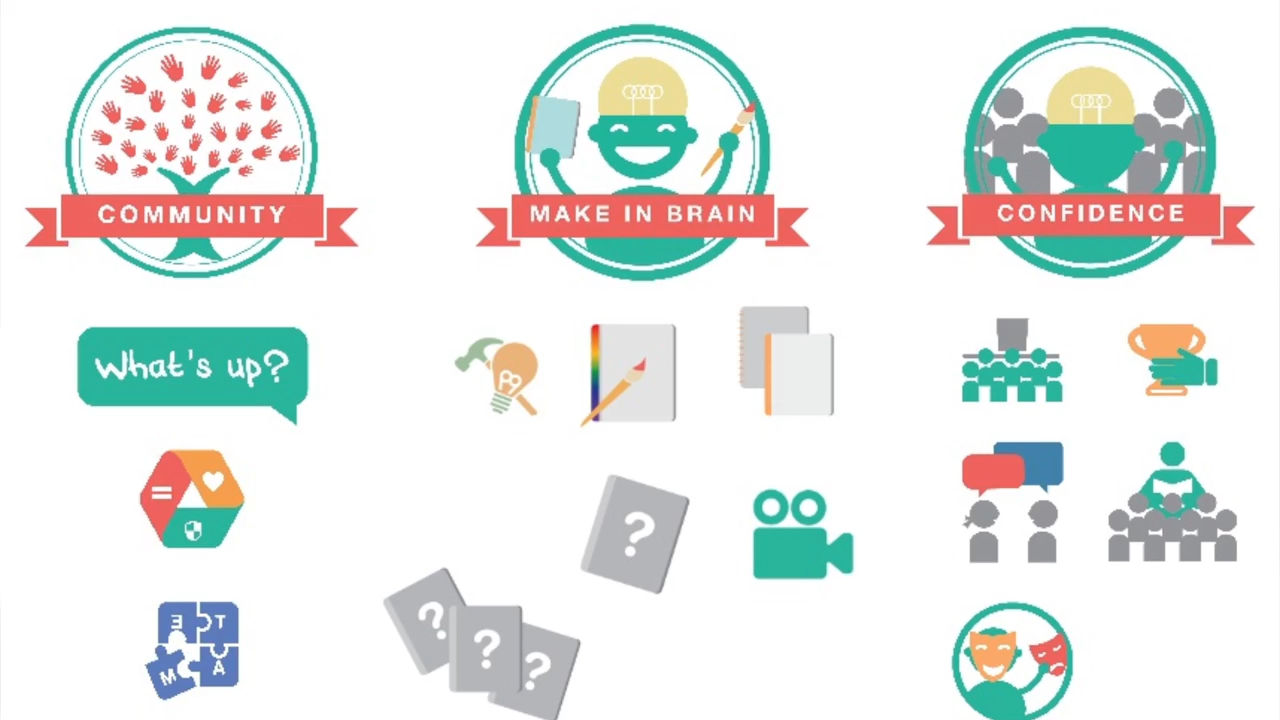 COMMUNITY
MAKE IN BRAIN
CONFIDENCE
What's up?
=
?
?
?
?
E T
M A